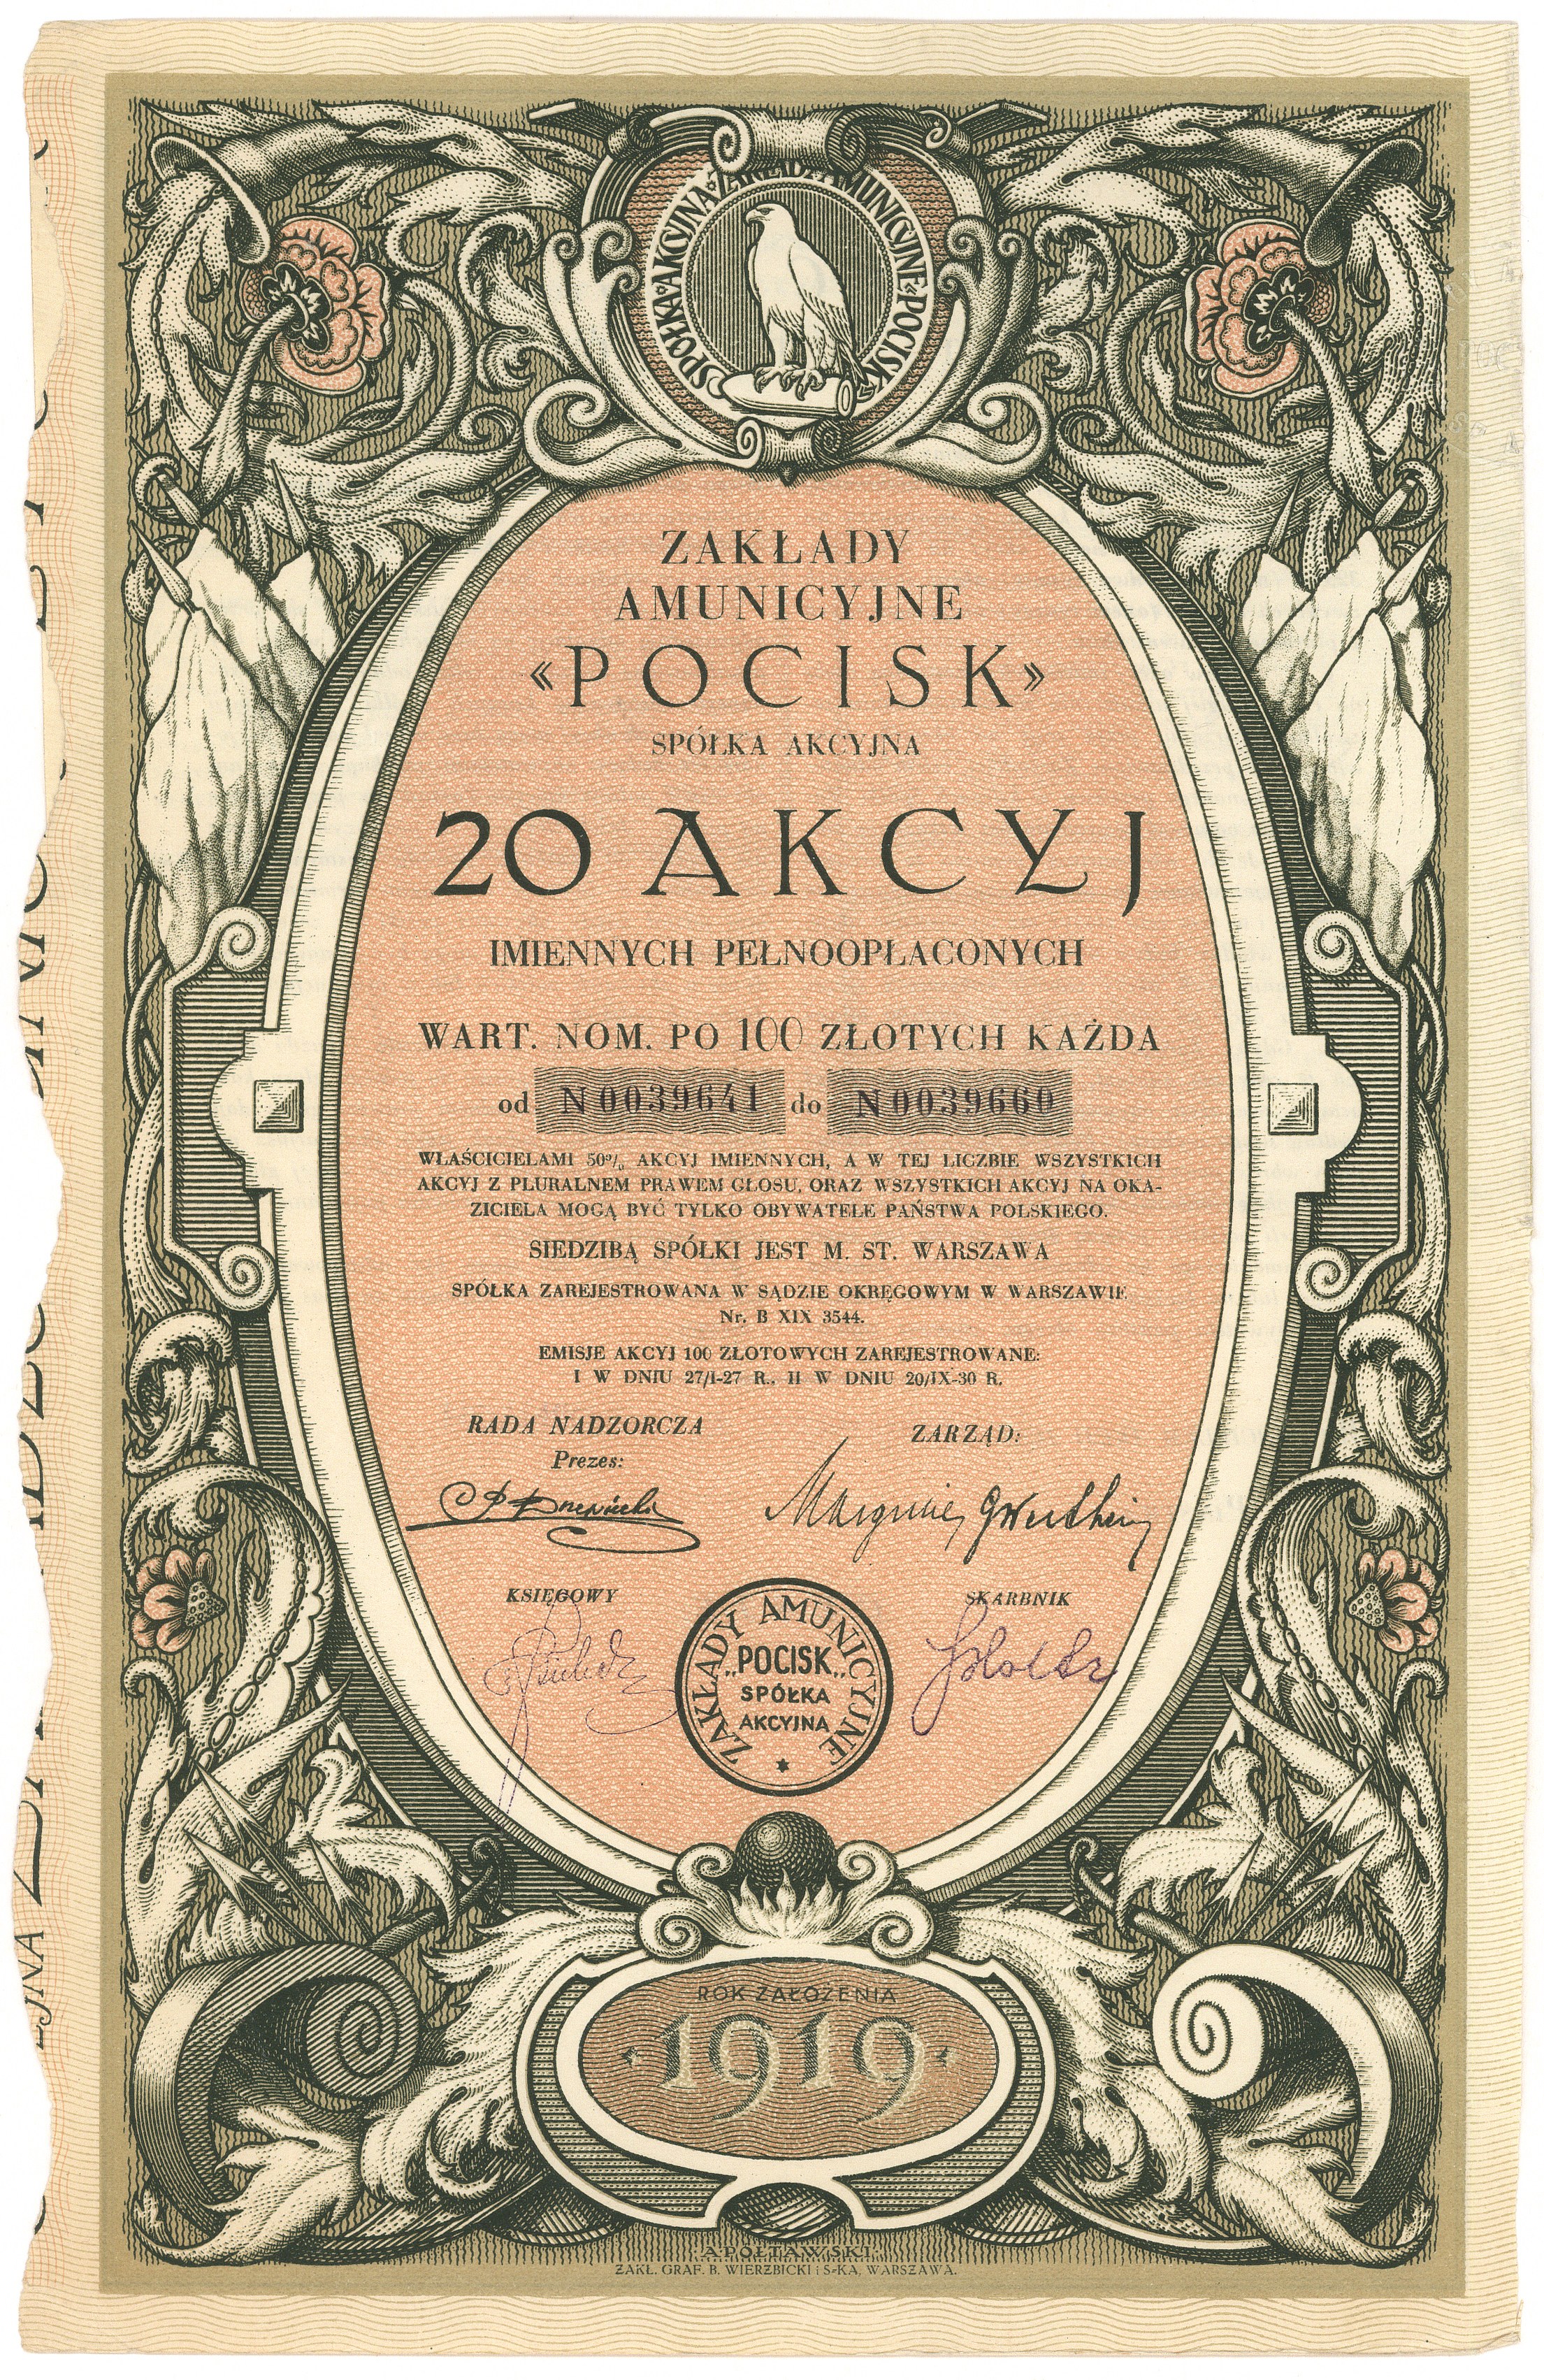 SPÓŁKA AKCYJNA • ZAKŁADY AMUNICYJNE • POCISK
ZAKŁADY
AMUNICYJNE
«POCISK»
SPÓŁKA AKCYJNA
20 AKCYJ
IMIENNYCH PEŁNOOPŁACONYCH
WART. NOM. PO 100 ZŁOTYCH KAŻDA
od N0039641 do N0039660
WŁAŚCICIELAMI 50% AKCYJ IMIENNYCH, A W TEJ LICZBIE WSZYSTKICH
AKCYJ Z PLURALNEM PRAWEM GŁOSU, ORAZ WSZYSTKICH AKCYJ NA OKA-
ZICIELA MOGĄ BYĆ TYLKO OBYWATELE PAŃSTWA POLSKIEGO.
SIEDZIBĄ SPÓŁKI JEST M. ST. WARSZAWA
SPÓŁKA ZAREJESTROWANA W SĄDZIE OKRĘGOWYM W WARSZAWIE
Nr. B XIX 3544.
EMISJE AKCYJ 100 ZŁOTOWYCH ZAREJESTROWANE:
I W DNIU 27/I-27 R., II W DNIU 20/IX-30 R.
RADA NADZORCZA
Prezes:
ZARZĄD:
KSIĘGOWY
SKARBNIK
ZAKŁADY AMUNICYJNE
„POCISK„
SPÓŁKA
AKCYJNA
ROK ZAŁOŻENIA
1919
A. PÓŁTAWSKI.
ZAKŁ. GRAF. B. WIERZBICKI i S-KA, WARSZAWA.